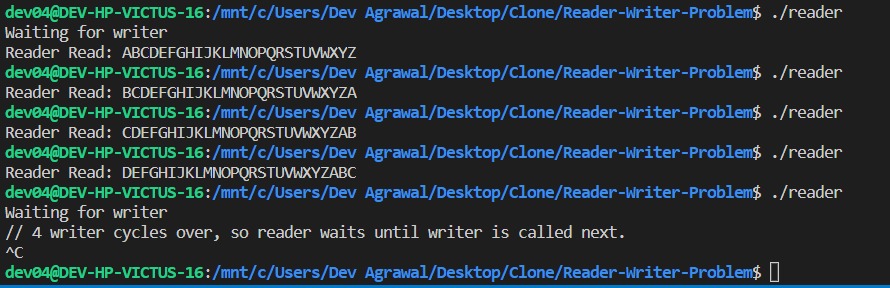 dev04@DEV-HP-VICTUS-16:/mnt/c/Users/Dev Agrawal/Desktop/Clone/Reader-Writer-Problem$ ./reader
Waiting for writer
Reader Read: ABCDEFGHIJKLMNOPQRSTUVWXYZ
dev04@DEV-HP-VICTUS-16:/mnt/c/Users/Dev Agrawal/Desktop/Clone/Reader-Writer-Problem$ ./reader
Reader Read: BCDEFGHIJKLMNOPQRSTUVWXYZA
dev04@DEV-HP-VICTUS-16:/mnt/c/Users/Dev Agrawal/Desktop/Clone/Reader-Writer-Problem$ ./reader
Reader Read: CDEFGHIJKLMNOPQRSTUVWXYZAB
dev04@DEV-HP-VICTUS-16:/mnt/c/Users/Dev Agrawal/Desktop/Clone/Reader-Writer-Problem$ ./reader
Reader Read: DEFGHIJKLMNOPQRSTUVWXYZABC
dev04@DEV-HP-VICTUS-16:/mnt/c/Users/Dev Agrawal/Desktop/Clone/Reader-Writer-Problem$ ./reader
Waiting for writer
// 4 writer cycles over, so reader waits until writer is called next.
^C
dev04@DEV-HP-VICTUS-16:/mnt/c/Users/Dev Agrawal/Desktop/Clone/Reader-Writer-Problem$